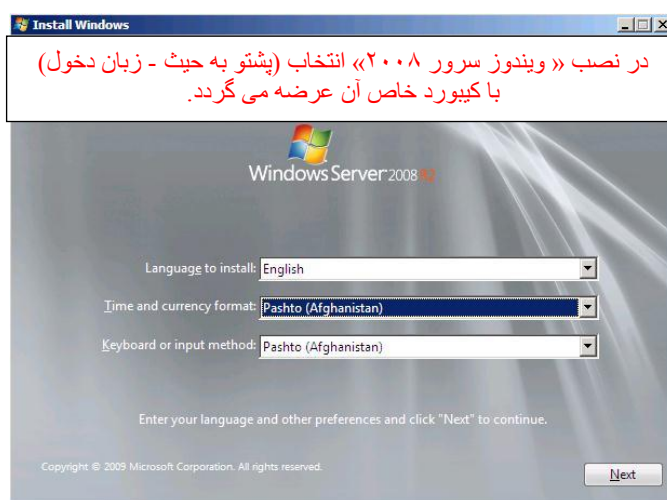 Install Windows
در نصب « ویندوز سرور ۲۰۰۸» انتخاب (پشتو به حیث - زبان دخول)
با کیبورد خاص آن عرضه می گردد.
Windows Server 2008 R2
Language to install: English
Time and currency format: Pashto (Afghanistan)
Keyboard or input method: Pashto (Afghanistan)
Enter your language and other preferences and click "Next" to continue.
Copyright © 2009 Microsoft Corporation. All rights reserved.
Next